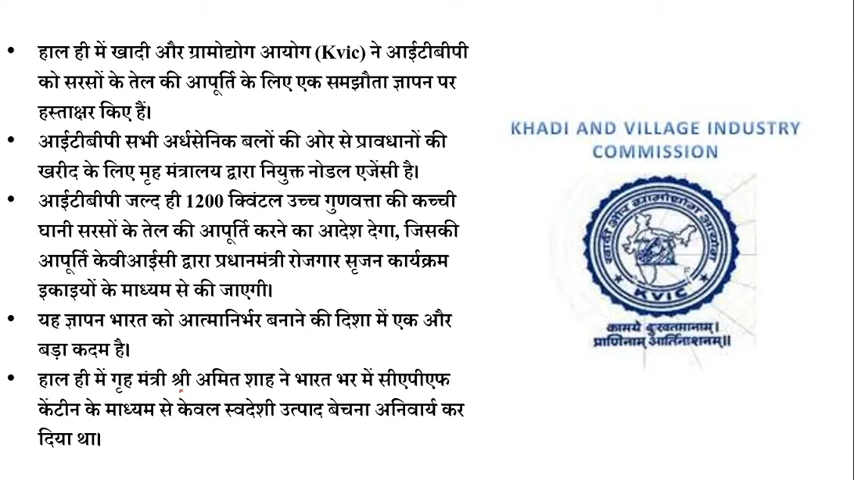 • हाल ही में खादी और ग्रामोद्योग आयोग (Kvic) ने आईटीबीपी
को सरसों के तेल की आपूर्ति के लिए एक समझौता ज्ञापन पर
हस्ताक्षर किए हैं।
• आईटीबीपी सभी अर्धसेनिक बलों की ओर से प्रावधानों की
खरीद के लिए मृह मंत्रालय द्वारा नियुक्त नोडल एजेंसी है।
• आईटीबीपी जल्द ही 1200 क्विंटल उच्च गुणवत्ता की कच्ची
घानी सरसों के तेल की आपूर्ति करने का आदेश देगा, जिसकी
आपूर्ति केवीआईसी द्वारा प्रधानमंत्री रोजगार सृजन कार्यक्रम
इकाइयों के माध्यम से की जाएगी।
• यह ज्ञापन भारत को आत्मानिर्भर बनाने की दिशा में एक और
बड़ा कदम है।
• हाल ही में गृह मंत्री श्री अमित शाह ने भारत भर में सीएपीएफ
केंटीन के माध्यम से केवल स्वदेशी उत्पाद बेचना अनिवार्य कर
दिया था।
KHADI AND VILLAGE INDUSTRY
COMMISSION
खादी और ग्रामोद्योग आयोग
KVIC
कामये दुःखतप्तानाम्।
प्राणिनाम् आर्तिनाशनम्॥